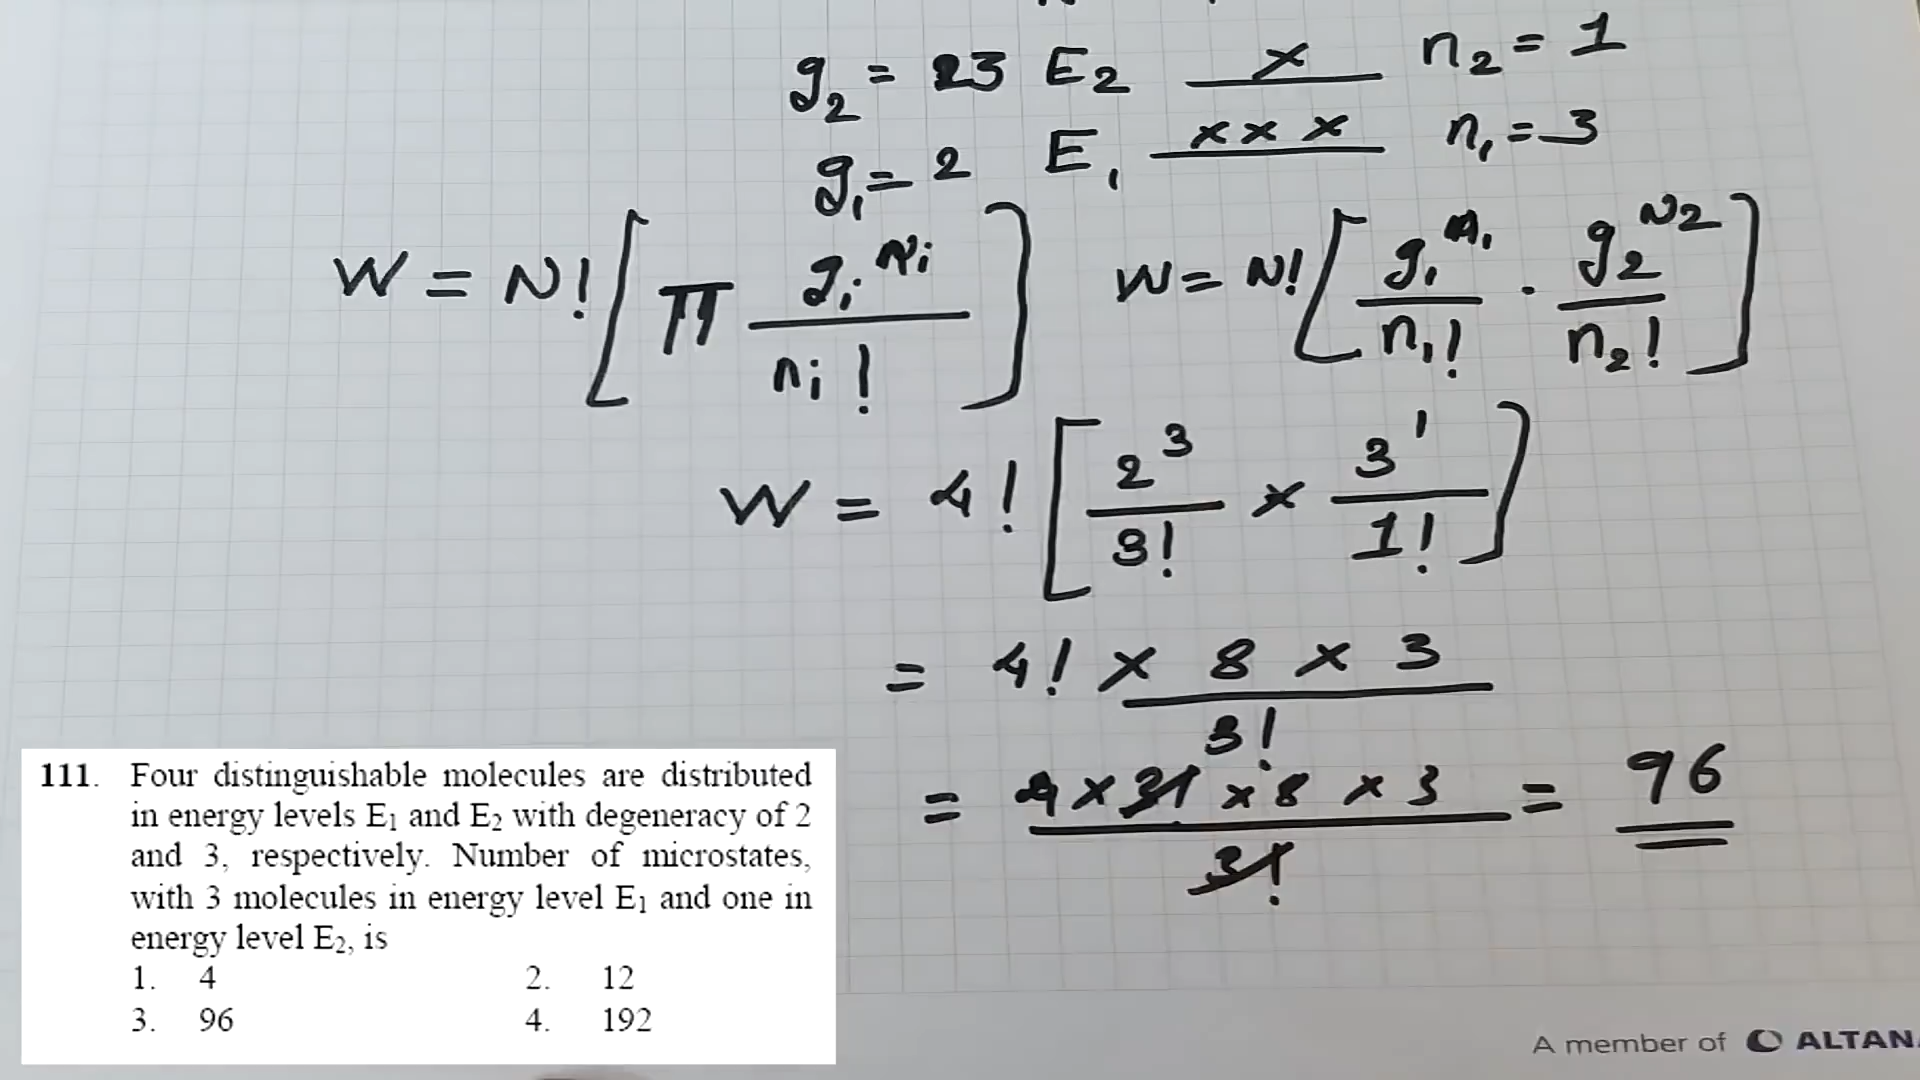 g₂ = 23 E₂ x n₂ = 1
g₁ = 2 E₁ x x x n₁ = 3
W = N! [ π gᵢ^Nᵢ / nᵢ! ] W = N! [ g₁^n₁ / n₁! · g₂^N₂ / n₂! ]
W = 4! [ 2³ / 3! × 3¹ / 1! ]
= 4! × 8 × 3 / 3!
= 4 × 3! × 8 × 3 / 3! = 96
111. Four distinguishable molecules are distributed
in energy levels E₁ and E₂ with degeneracy of 2
and 3, respectively. Number of microstates,
with 3 molecules in energy level E₁ and one in
energy level E₂, is
1. 4 2. 12
3. 96 4. 192
A member of ALTANA